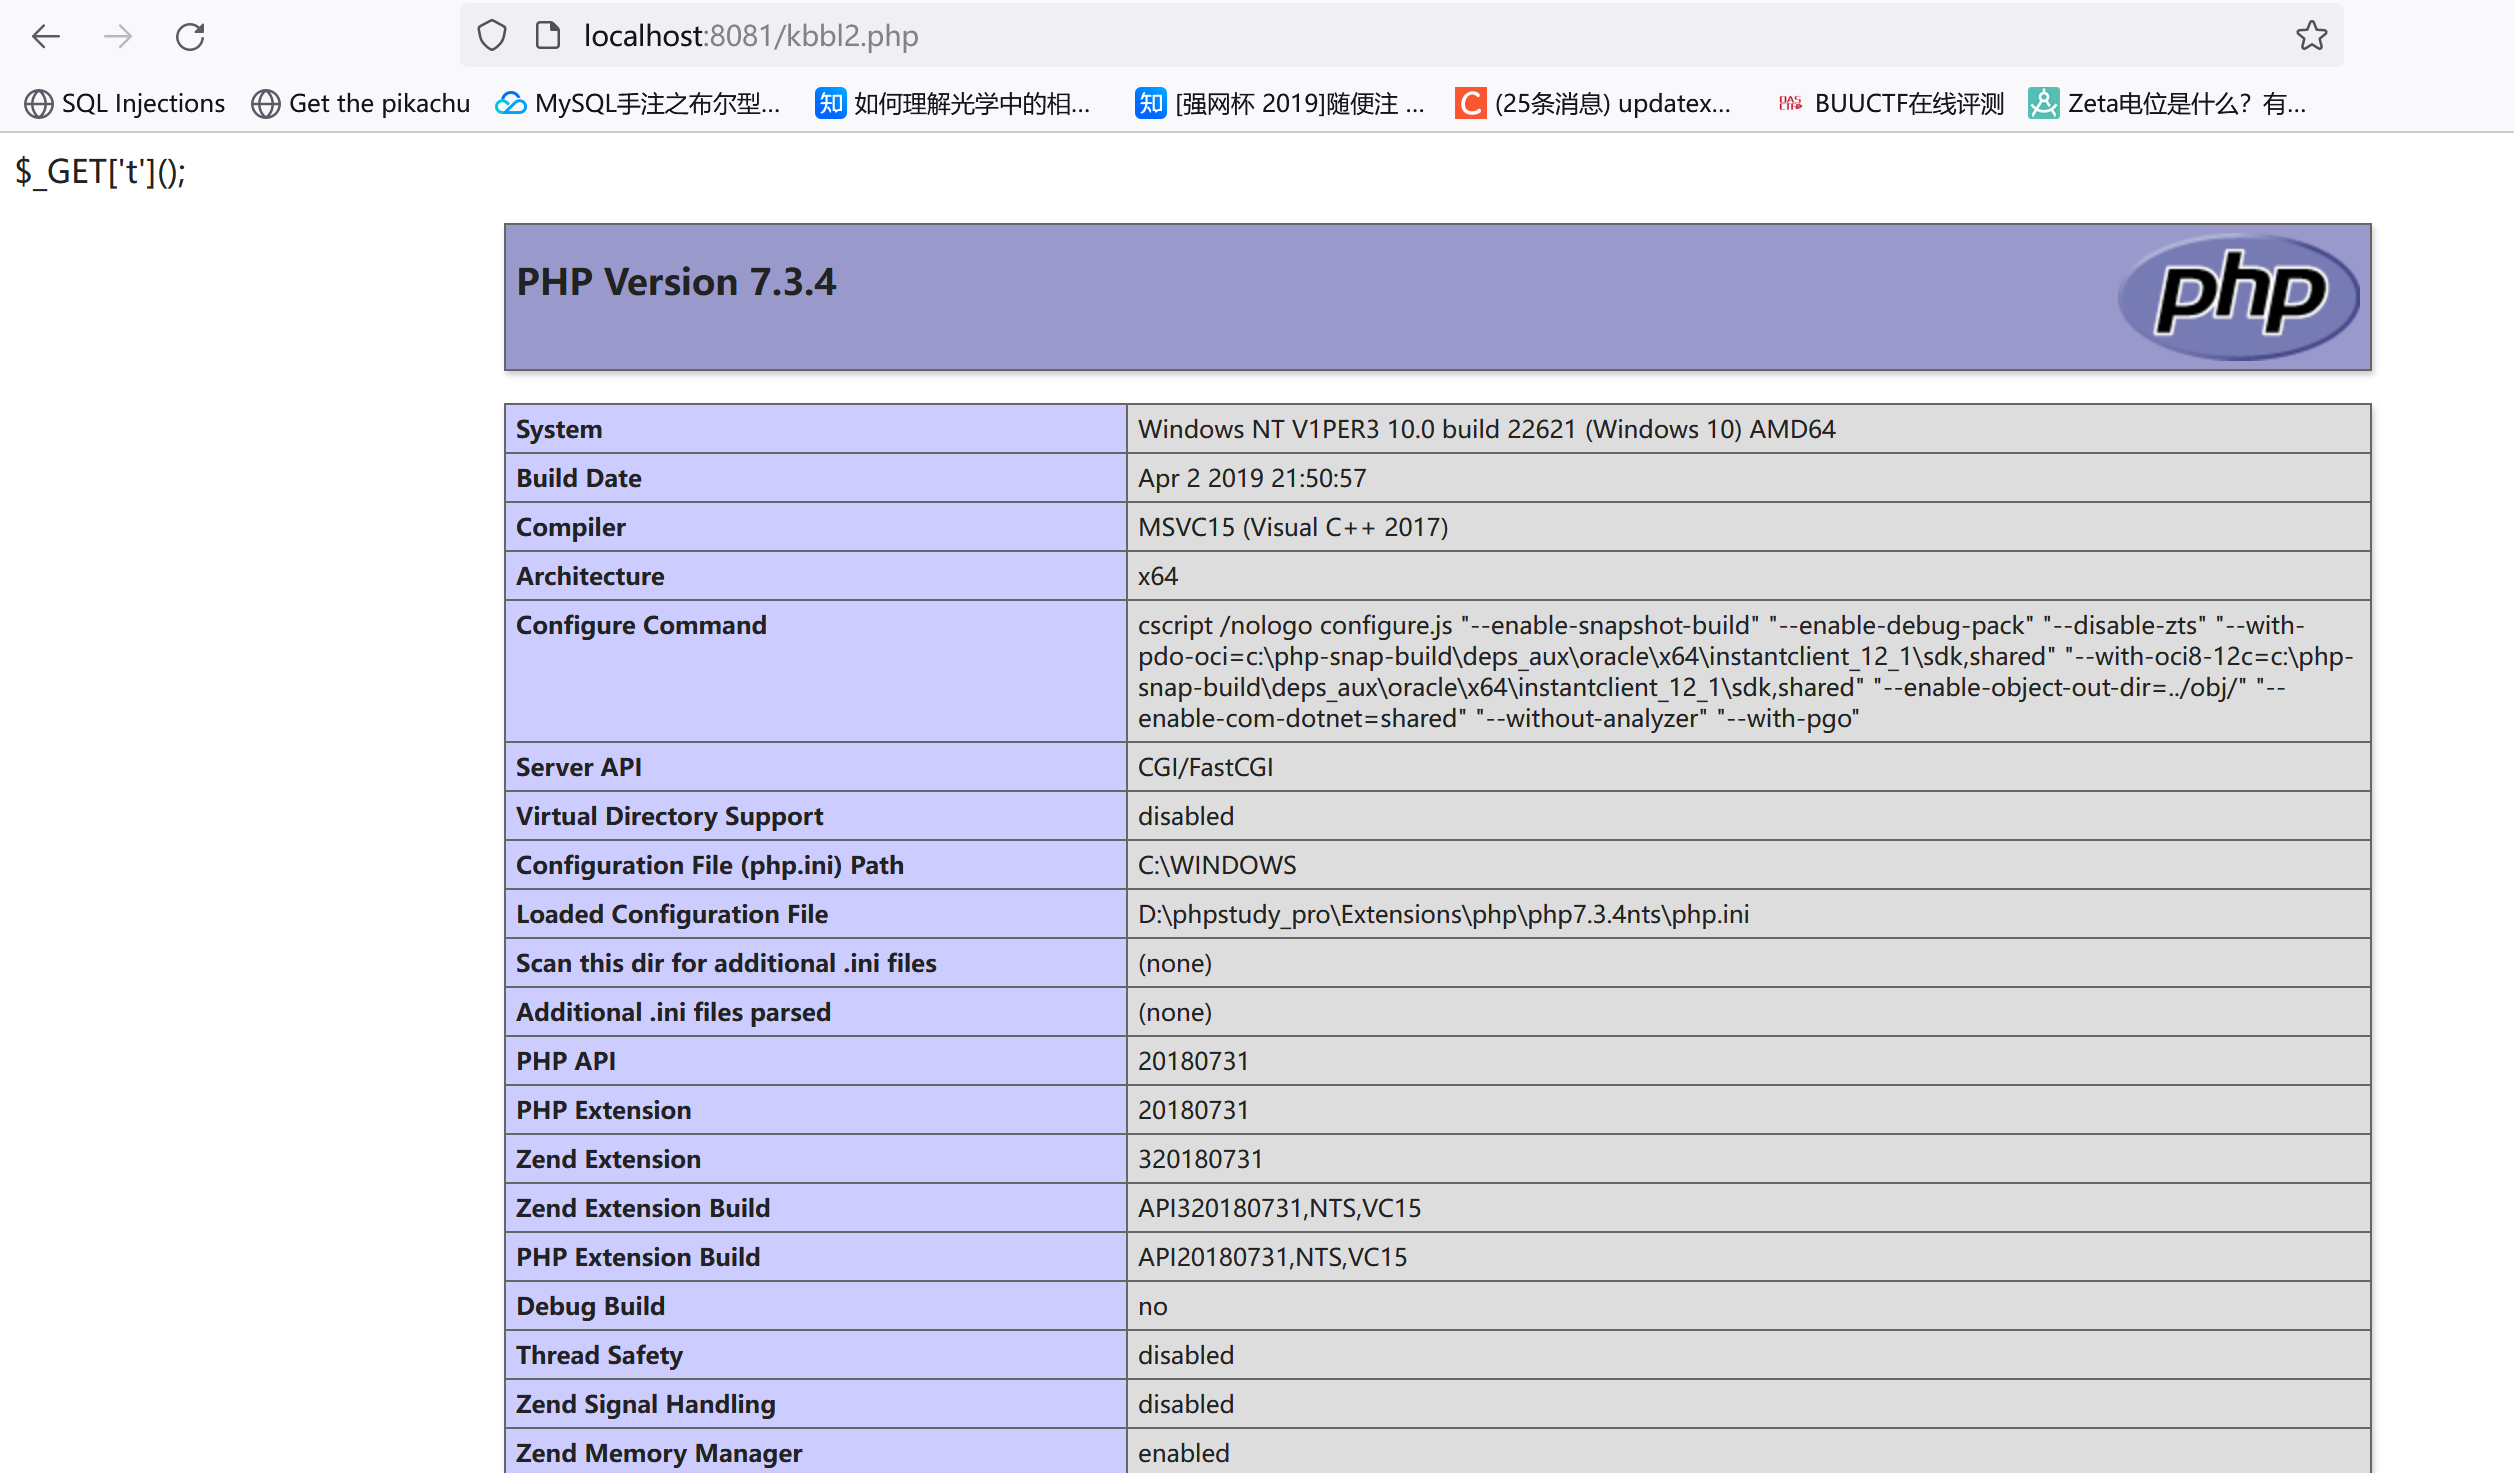 localhost:8081/kbbl2.php
SQL Injections Get the pikachu MySQL手注之布尔型... 知 如何理解光学中的相... 知 [强网杯 2019]随便注 ... C (25条消息) updatex... DAS CTF BUUCTF在线评测 Zeta电位是什么？有...
$_GET['t']();
PHP Version 7.3.4 php
System Windows NT V1PER3 10.0 build 22621 (Windows 10) AMD64
Build Date Apr 2 2019 21:50:57
Compiler MSVC15 (Visual C++ 2017)
Architecture x64
Configure Command cscript /nologo configure.js "--enable-snapshot-build" "--enable-debug-pack" "--disable-zts" "--with-
pdo-oci=c:\php-snap-build\deps_aux\oracle\x64\instantclient_12_1\sdk,shared" "--with-oci8-12c=c:\php-
snap-build\deps_aux\oracle\x64\instantclient_12_1\sdk,shared" "--enable-object-out-dir=../obj/" "--
enable-com-dotnet=shared" "--without-analyzer" "--with-pgo"
Server API CGI/FastCGI
Virtual Directory Support disabled
Configuration File (php.ini) Path C:\WINDOWS
Loaded Configuration File D:\phpstudy_pro\Extensions\php\php7.3.4nts\php.ini
Scan this dir for additional .ini files (none)
Additional .ini files parsed (none)
PHP API 20180731
PHP Extension 20180731
Zend Extension 320180731
Zend Extension Build API320180731,NTS,VC15
PHP Extension Build API20180731,NTS,VC15
Debug Build no
Thread Safety disabled
Zend Signal Handling disabled
Zend Memory Manager enabled